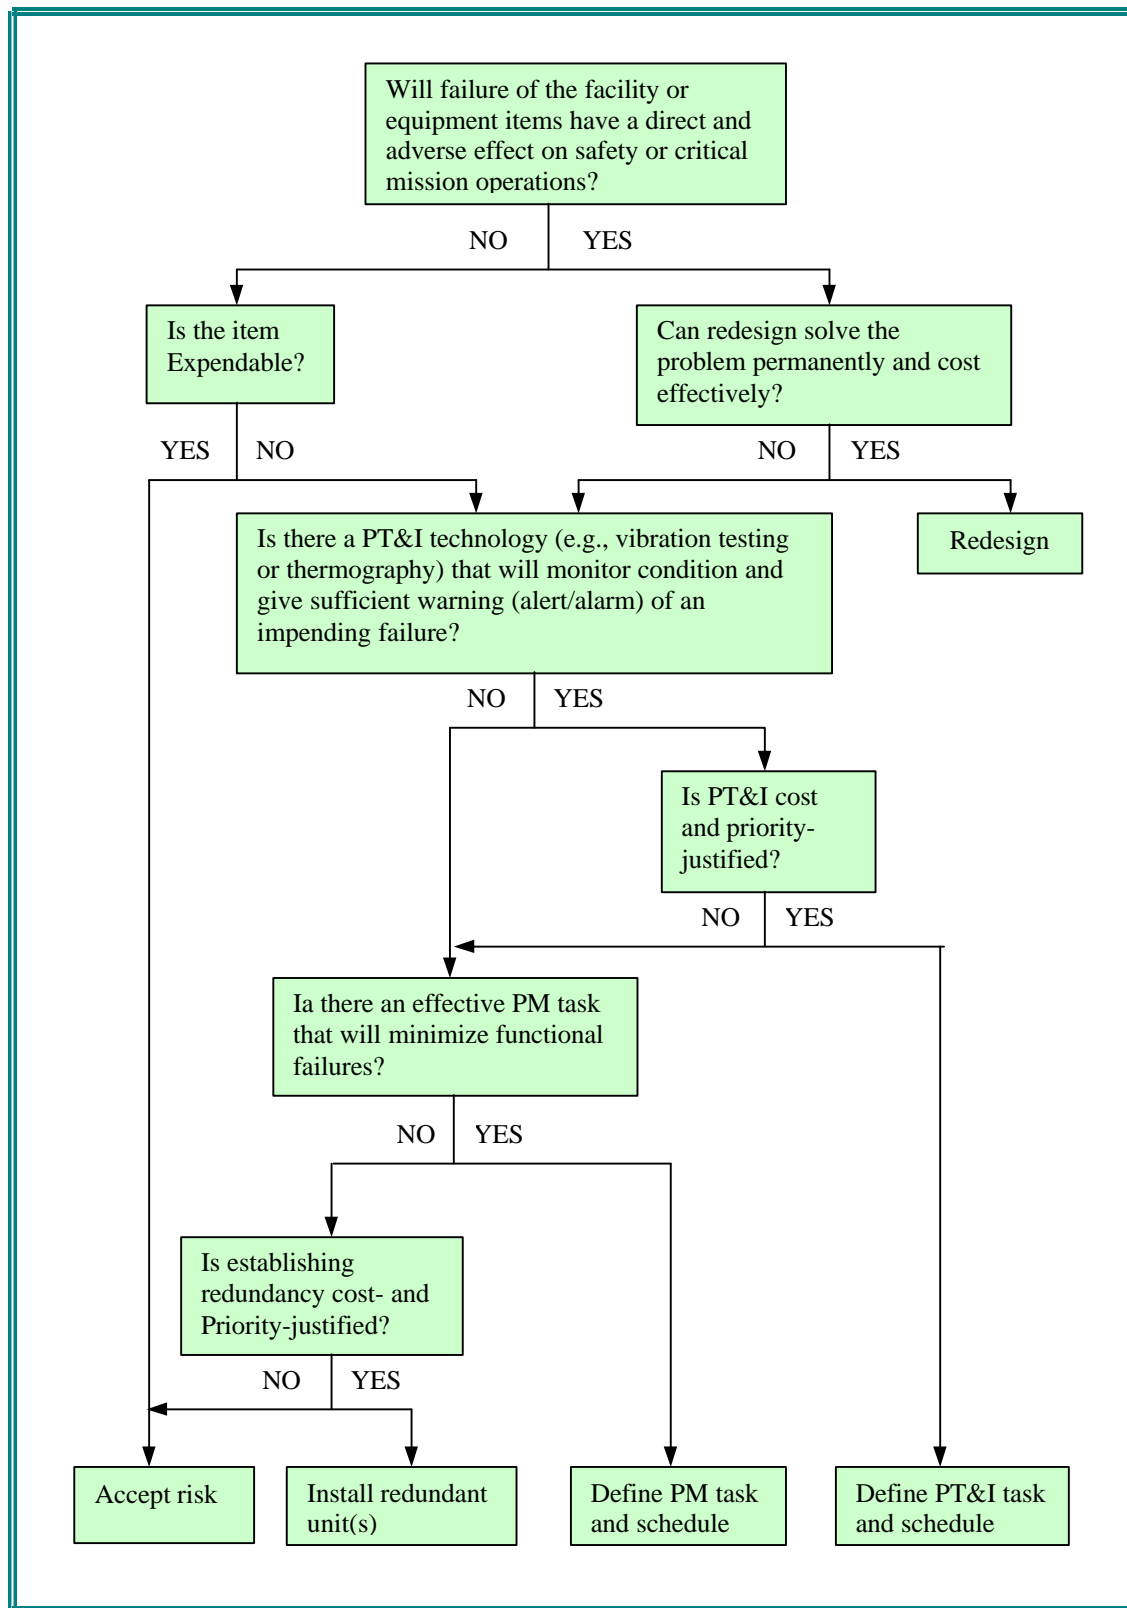 Will failure of the facility or
equipment items have a direct and
adverse effect on safety or critical
mission operations?
NO YES
Is the item
Expendable?
Can redesign solve the
problem permanently and cost
effectively?
YES NO
NO YES
Is there a PT&I technology (e.g., vibration testing
or thermography) that will monitor condition and
give sufficient warning (alert/alarm) of an
impending failure?
Redesign
NO YES
Is PT&I cost
and priority-
justified?
NO YES
Ia there an effective PM task
that will minimize functional
failures?
NO YES
Is establishing
redundancy cost- and
Priority-justified?
NO YES
Accept risk
Install redundant
unit(s)
Define PM task
and schedule
Define PT&I task
and schedule